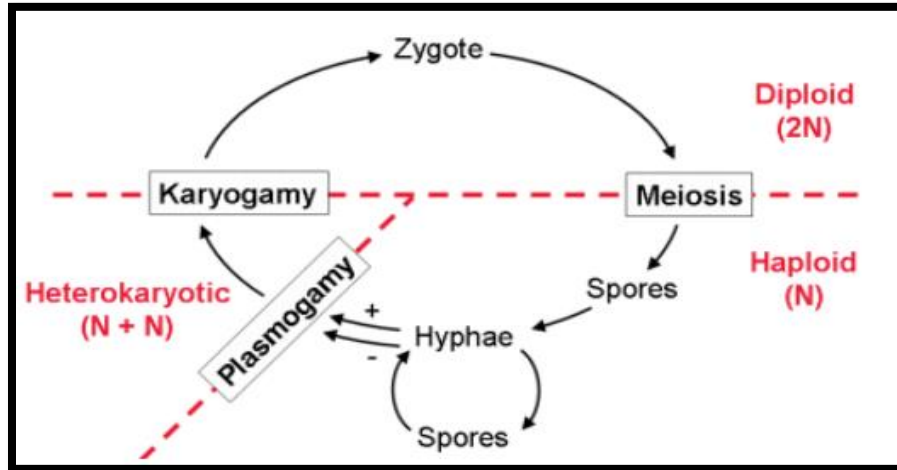 Zygote
Diploid
(2N)
Karyogamy
Meiosis
Haploid
(N)
Heterokaryotic
(N + N)
Plasmogamy
Spores
+
Hyphae
-
Spores